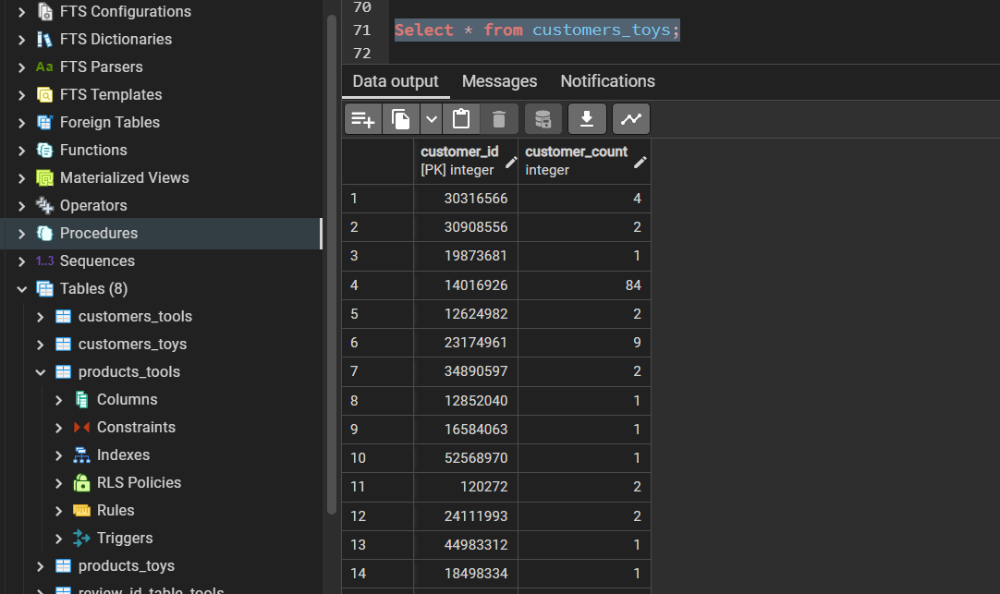 FTS Configurations
FTS Dictionaries
Aa FTS Parsers
FTS Templates
Foreign Tables
Functions
Materialized Views
Operators
Procedures
1..3 Sequences
Tables (8)
customers_tools
customers_toys
products_tools
Columns
Constraints
Indexes
RLS Policies
Rules
Triggers
products_toys
review_id_table_tools
70
71 Select * from customers_toys;
72
Data output Messages Notifications
customer_id customer_count
[PK] integer integer
1 30316566 4
2 30908556 2
3 19873681 1
4 14016926 84
5 12624982 2
6 23174961 9
7 34890597 2
8 12852040 1
9 16584063 1
10 52568970 1
11 120272 2
12 24111993 2
13 44983312 1
14 18498334 1